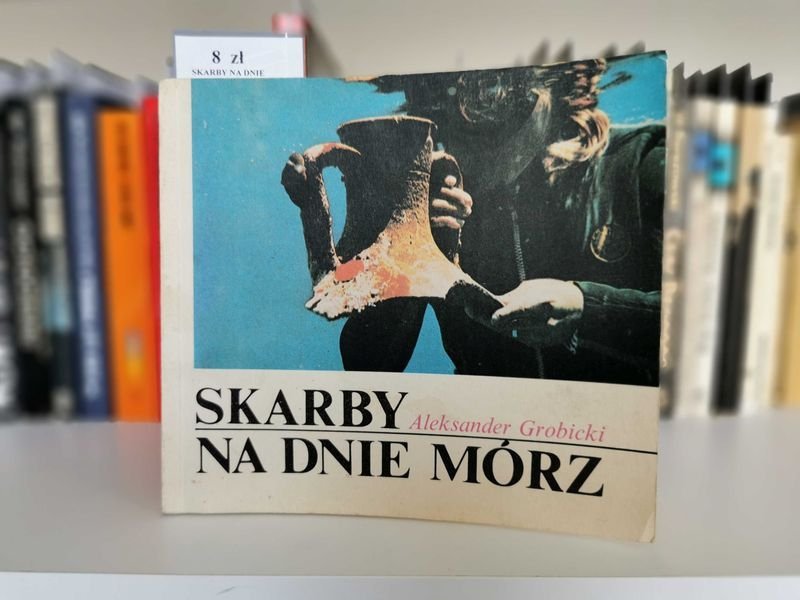 8 zł
SKARBY NA DNIE
SKARBY
Aleksander Grobicki
NA DNIE MÓRZ